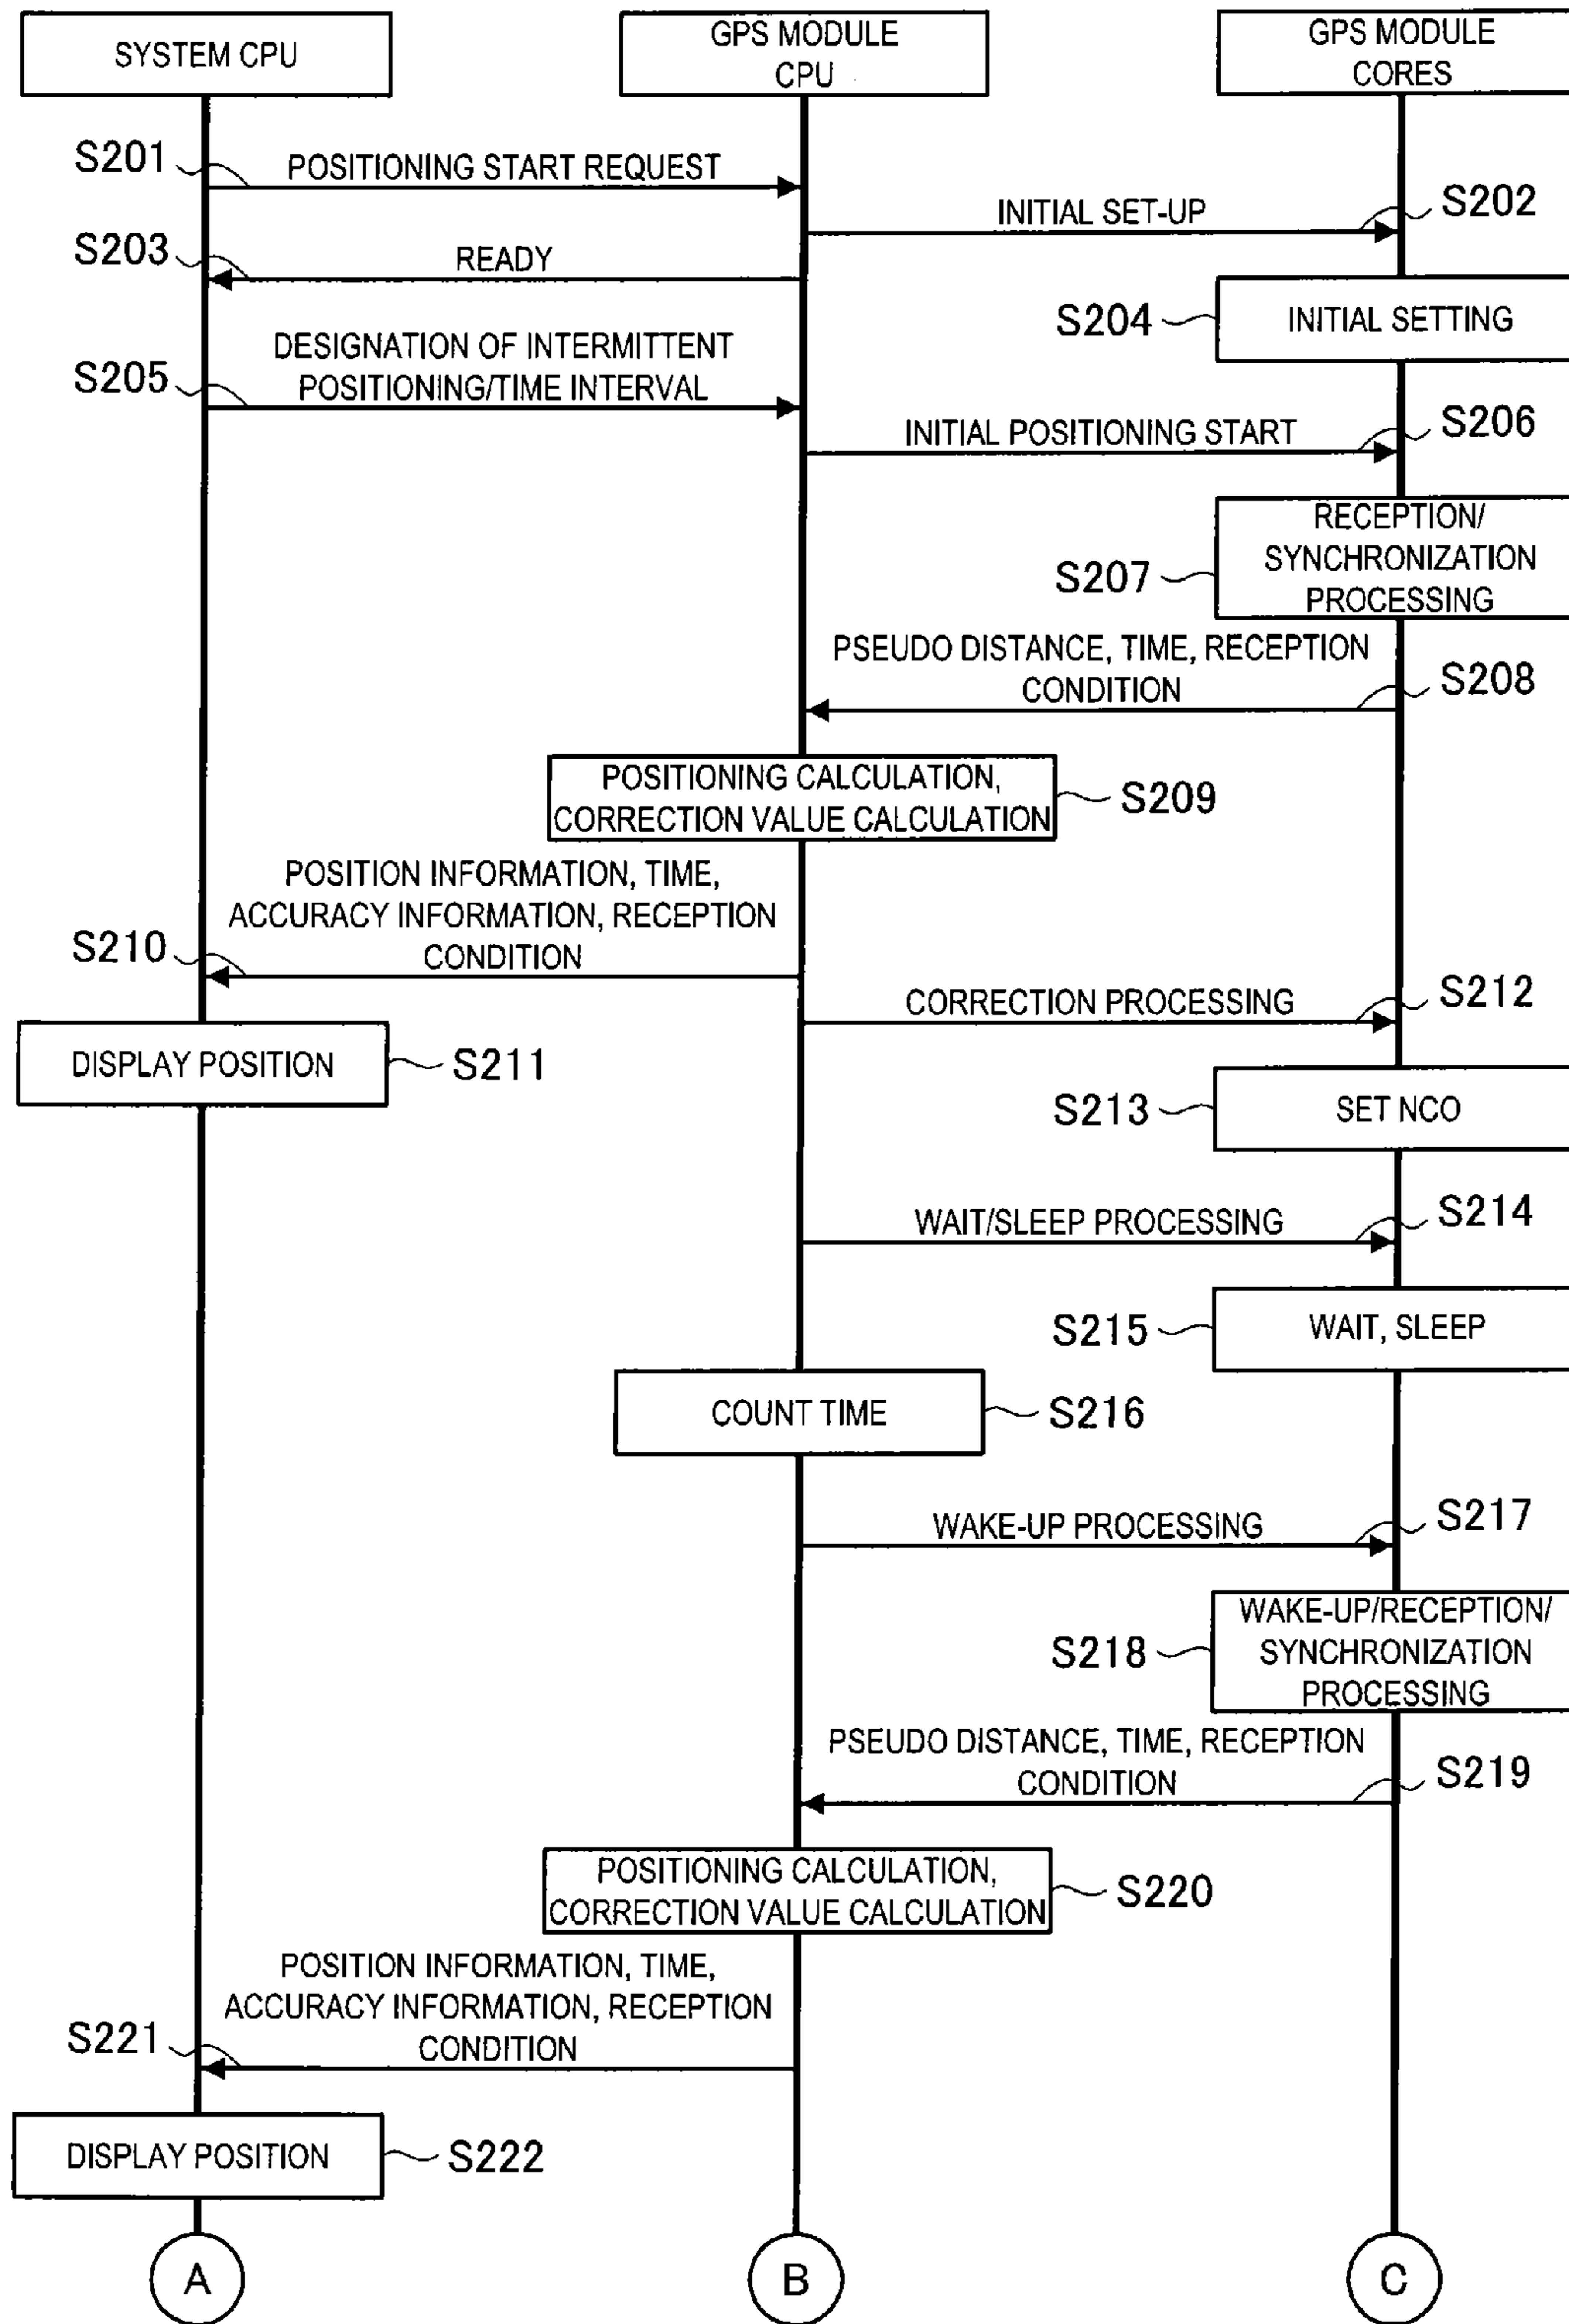 SYSTEM CPU
GPS MODULE
CPU
GPS MODULE
CORES
S201
POSITIONING START REQUEST
INITIAL SET-UP
S202
S203
READY
S204
INITIAL SETTING
DESIGNATION OF INTERMITTENT
POSITIONING/TIME INTERVAL
S205
INITIAL POSITIONING START
S206
RECEPTION/
SYNCHRONIZATION
PROCESSING
S207
PSEUDO DISTANCE, TIME, RECEPTION
CONDITION
S208
POSITIONING CALCULATION,
CORRECTION VALUE CALCULATION
S209
POSITION INFORMATION, TIME,
ACCURACY INFORMATION, RECEPTION
CONDITION
S210
CORRECTION PROCESSING
S212
DISPLAY POSITION
S211
S213
SET NCO
WAIT/SLEEP PROCESSING
S214
S215
WAIT, SLEEP
COUNT TIME
S216
WAKE-UP PROCESSING
S217
WAKE-UP/RECEPTION/
SYNCHRONIZATION
PROCESSING
S218
PSEUDO DISTANCE, TIME, RECEPTION
CONDITION
S219
POSITIONING CALCULATION,
CORRECTION VALUE CALCULATION
S220
POSITION INFORMATION, TIME,
ACCURACY INFORMATION, RECEPTION
CONDITION
S221
DISPLAY POSITION
S222
A
B
C